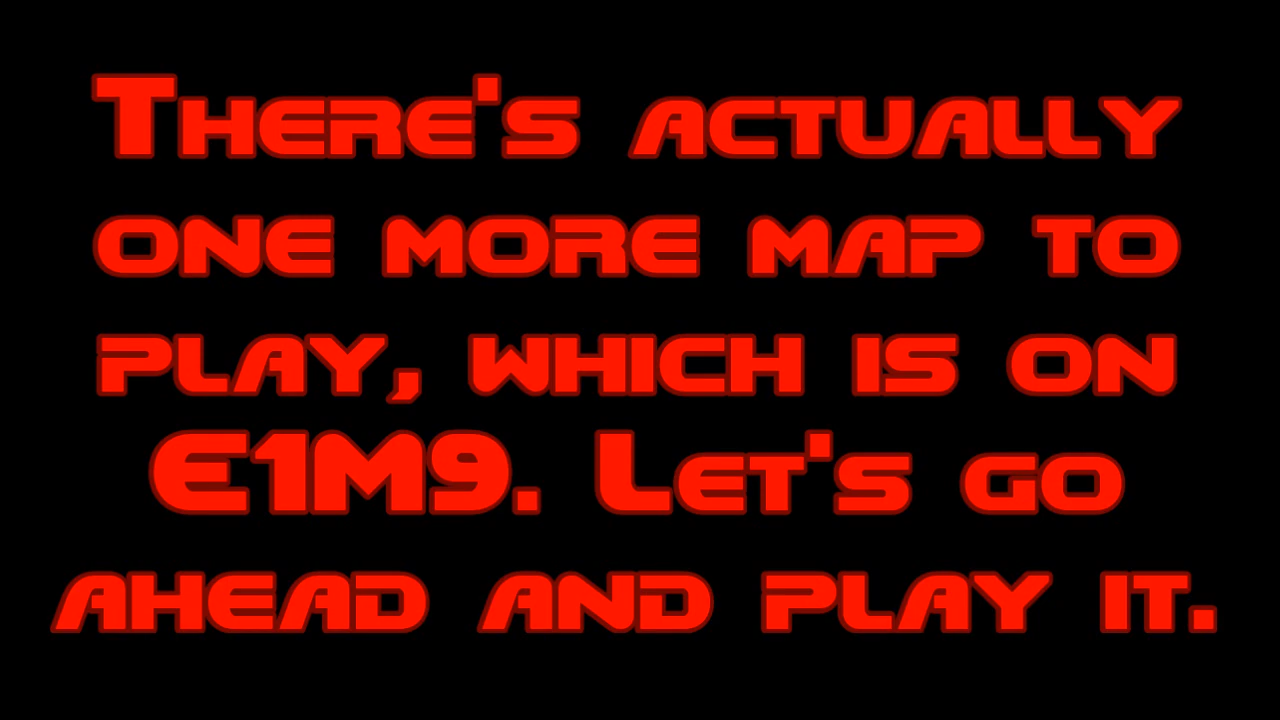 There's actually
one more map to
play, which is on
E1M9. Let's go
ahead and play it.